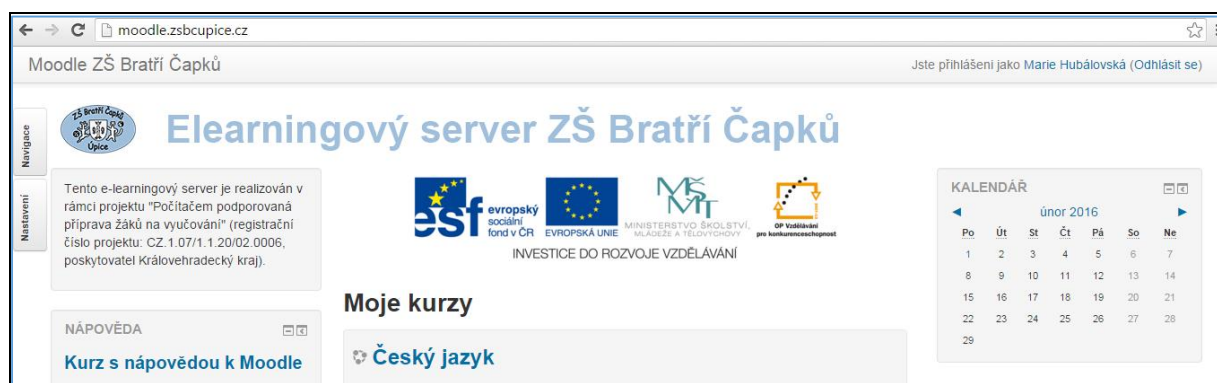 moodle.zsbcupice.cz
Moodle ZŠ Bratří Čapků
Jste přihlášeni jako Marie Hubálovská (Odhlásit se)
Navigace
Nastavení
ZŠ Bratří Čapků
Úpice
Elearningový server ZŠ Bratří Čapků
Tento e-learningový server je realizován v
rámci projektu "Počítačem podporovaná
příprava žáků na vyučování" (registrační
číslo projektu: CZ.1.07/1.1.20/02.0006,
poskytovatel Královehradecký kraj).
NÁPOVĚDA
Kurz s nápovědou k Moodle
esf
evropský
sociální
fond v ČR
EVROPSKÁ UNIE
MŠMT
MINISTERSTVO ŠKOLSTVÍ,
MLÁDEŽE A TĚLOVÝCHOVY
OP Vzdělávání
pro konkurenceschopnost
INVESTICE DO ROZVOJE VZDĚLÁVÁNÍ
Moje kurzy
Český jazyk
KALENDÁŘ
únor 2016
Po Út St Čt Pá So Ne
1 2 3 4 5 6 7
8 9 10 11 12 13 14
15 16 17 18 19 20 21
22 23 24 25 26 27 28
29